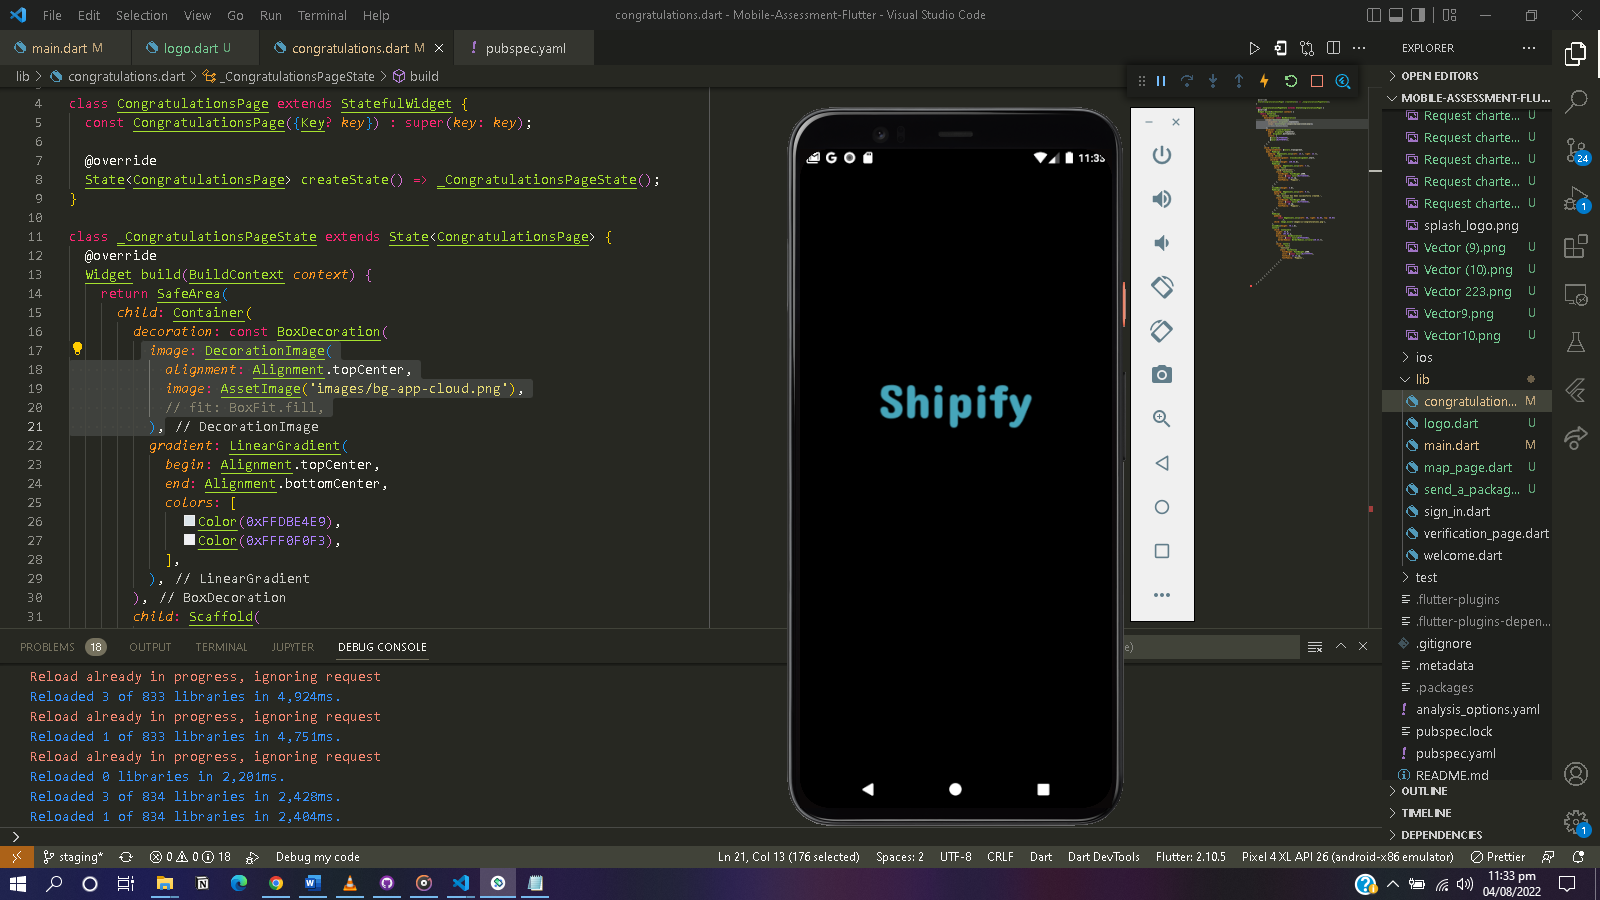 File Edit Selection View Go Run Terminal Help
congratulations.dart - Mobile-Assessment-Flutter - Visual Studio Code
main.dart M
logo.dart U
congratulations.dart M
! pubspec.yaml
lib > congratulations.dart > _CongratulationsPageState > build
4 class CongratulationsPage extends StatefulWidget {
5 const CongratulationsPage({Key? key}) : super(key: key);
6
7 @override
8 State<CongratulationsPage> createState() => _CongratulationsPageState();
9 }
10
11 class _CongratulationsPageState extends State<CongratulationsPage> {
12 @override
13 Widget build(BuildContext context) {
14 return SafeArea(
15 child: Container(
16 decoration: const BoxDecoration(
17 image: DecorationImage(
18 alignment: Alignment.topCenter,
19 image: AssetImage('images/bg-app-cloud.png'),
20 // fit: BoxFit.fill,
21 ), // DecorationImage
22 gradient: LinearGradient(
23 begin: Alignment.topCenter,
24 end: Alignment.bottomCenter,
25 colors: [
26 Color(0xFFDBE4E9),
27 Color(0xFFF0F0F3),
28 ],
29 ), // LinearGradient
30 ), // BoxDecoration
31 child: Scaffold(
PROBLEMS 18 OUTPUT TERMINAL JUPYTER DEBUG CONSOLE
Reload already in progress, ignoring request
Reloaded 3 of 833 libraries in 4,924ms.
Reload already in progress, ignoring request
Reloaded 1 of 833 libraries in 4,751ms.
Reload already in progress, ignoring request
Reloaded 0 libraries in 2,201ms.
Reloaded 3 of 834 libraries in 2,428ms.
Reloaded 1 of 834 libraries in 2,404ms.
Shipify
EXPLORER
OPEN EDITORS
MOBILE-ASSESSMENT-FLU...
Request charte... U
Request charte... U
Request charte... U
Request charte... U
Request charte... U
splash_logo.png
Vector (9).png U
Vector (10).png U
Vector 223.png U
Vector9.png U
Vector10.png U
ios
lib
congratulation... M
logo.dart U
main.dart M
map_page.dart U
send_a_packag... U
sign_in.dart
verification_page.dart
welcome.dart
test
.flutter-plugins
.flutter-plugins-depen...
.gitignore
.metadata
.packages
! analysis_options.yaml
pubspec.lock
! pubspec.yaml
README.md
OUTLINE
TIMELINE
DEPENDENCIES
24
1
1
staging* 0 0 18 Debug my code
Ln 21, Col 13 (176 selected) Spaces: 2 UTF-8 CRLF Dart Dart DevTools Flutter: 2.10.5 Pixel 4 XL API 26 (android-x86 emulator) Prettier
11:33 pm
04/08/2022